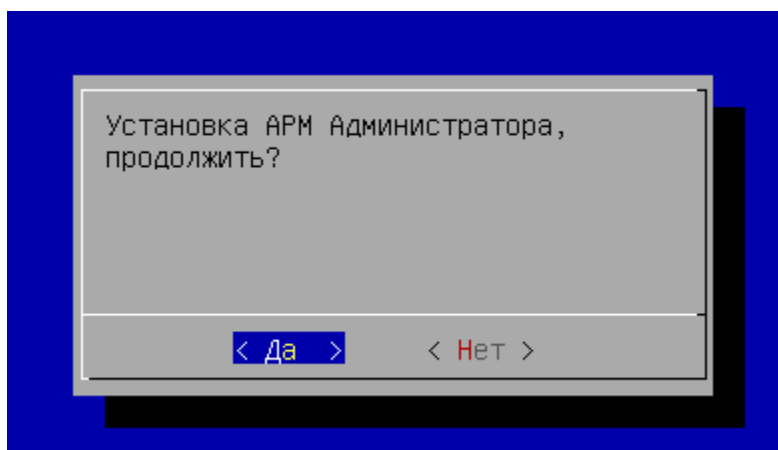 Установка АРМ Администратора,
продолжить?
< Да > < Нет >